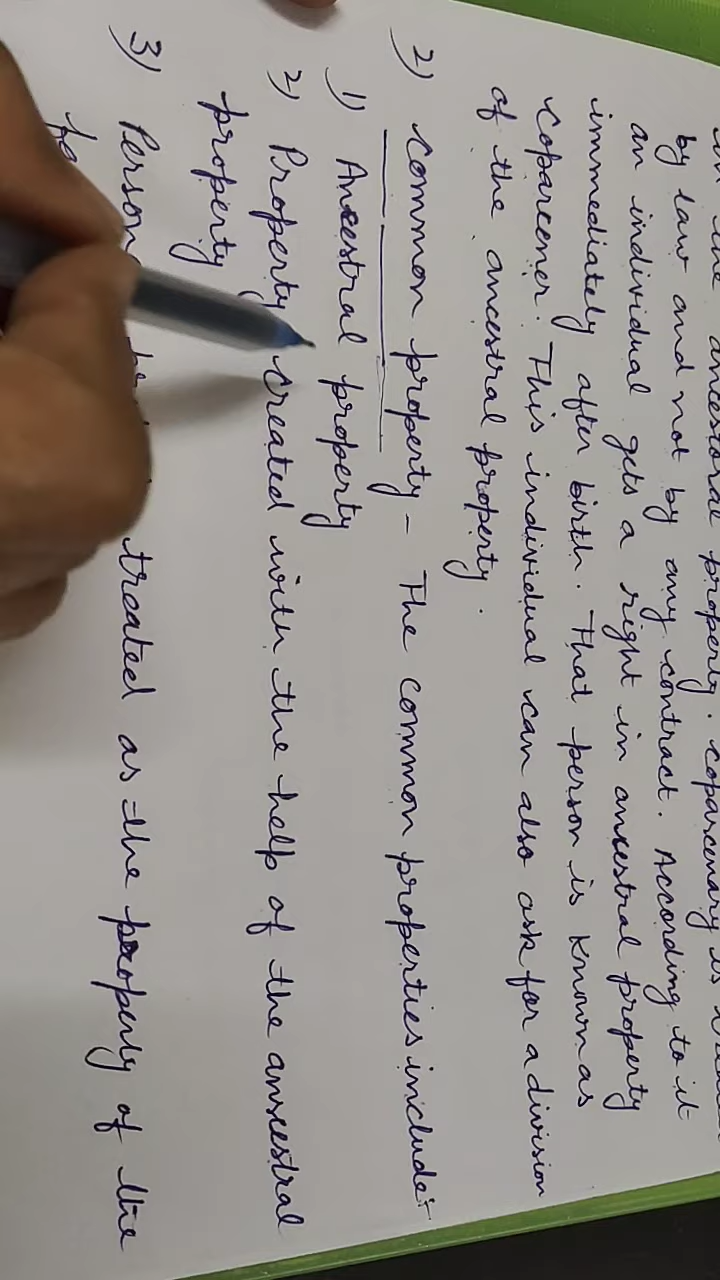 ancestoral property. Coparcenary is
by law and not by any contract. According to it
an individual gets a right in ancestral property
immediately after birth. That person is known as
coparcener. This individual can also ask for a division
of the ancestral property.
2) Common property - The common properties include:-
1) Ancestral property
2) Property created with the help of the anscestral
property
3) Person treated as the property of the